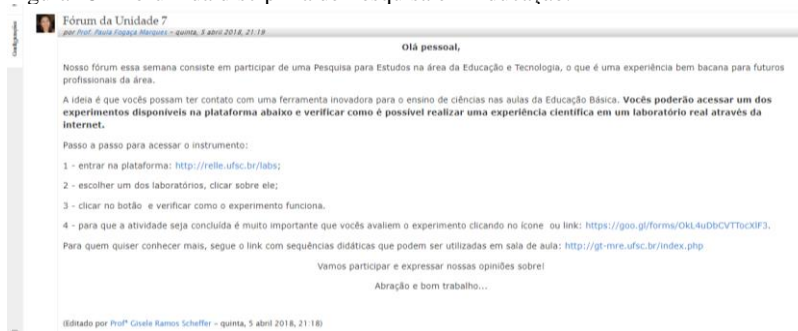 Fórum da Unidade 7
por Prof. Paula Fogaça Marques - quinta, 5 abril 2018, 21:19
Configurações
Olá pessoal,
Nosso fórum essa semana consiste em participar de uma Pesquisa para Estudos na área da Educação e Tecnologia, o que é uma experiência bem bacana para futuros
profissionais da área.
A ideia é que vocês possam ter contato com uma ferramenta inovadora para o ensino de ciências nas aulas da Educação Básica. Vocês poderão acessar um dos
experimentos disponíveis na plataforma abaixo e verificar como é possível realizar uma experiência científica em um laboratório real através da
internet.
Passo a passo para acessar o instrumento:
1 - entrar na plataforma: http://relle.ufsc.br/labs;
2 - escolher um dos laboratórios, clicar sobre ele;
3 - clicar no botão e verificar como o experimento funciona.
4 - para que a atividade seja concluída é muito importante que vocês avaliem o experimento clicando no ícone ou link: https://goo.gl/forms/OkL4uDbCVTTocXIF3.
Para quem quiser conhecer mais, segue o link com sequências didáticas que podem ser utilizadas em sala de aula: http://gt-mre.ufsc.br/index.php
Vamos participar e expressar nossas opiniões sobre!
Abração e bom trabalho...
(Editado por Profª Gisele Ramos Scheffer - quinta, 5 abril 2018, 21:18)